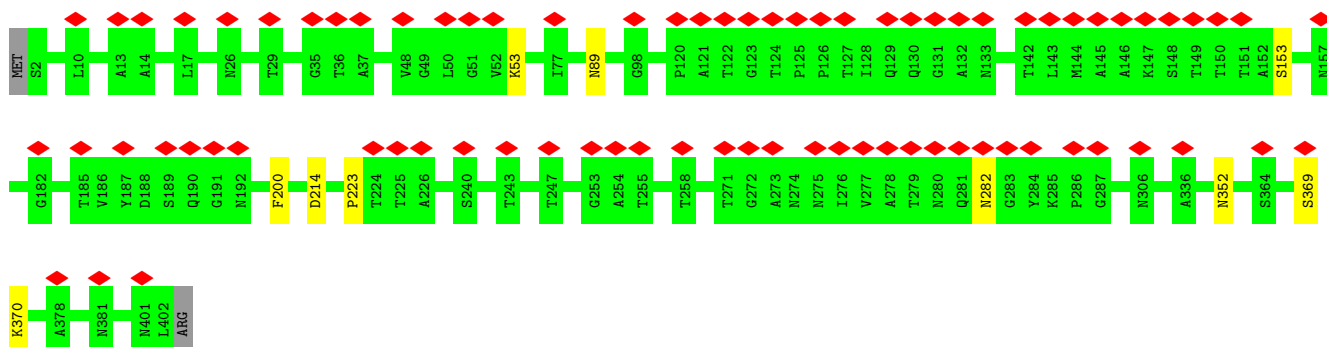 MET S2 L10 A13 A14 L17 N26 T29 G35 T36 A37 V48 G49 L50 G51 V52 K53 I77 N89 G98 P120 A121 T122 G123 T124 P125 P126 T127 I128 Q129 Q130 G131 A132 N133 T142 L143 M144 A145 A146 K147 S148 T149 T150 T151 A152 S153 N157
G182 T185 V186 Y187 D188 S189 Q190 G191 N192 F200 D214 P223 T224 T225 A226 S240 T243 T247 G253 A254 T255 T258 T271 G272 A273 N274 N275 I276 V277 A278 T279 N280 Q281 N282 G283 Y284 K285 P286 G287 N306 A336 N352 S364 S369
K370 A378 N381 N401 L402 ARG